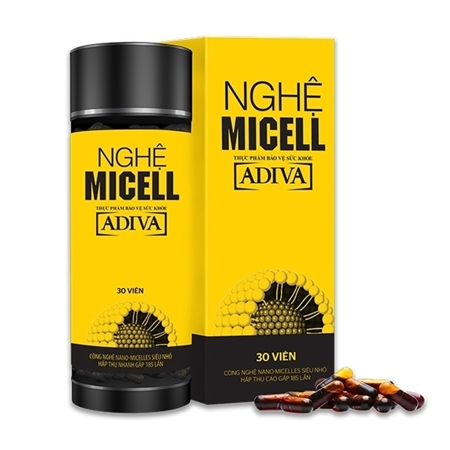 NGHỆ
MICELL
THỰC PHẨM BẢO VỆ SỨC KHỎE
ADIVA
30 VIÊN
CÔNG NGHỆ NANO-MICELLES SIÊU NHỎ
HẤP THU NHANH GẤP 185 LẦN
NGHỆ
MICELL
THỰC PHẨM BẢO VỆ SỨC KHỎE
ADIVA
30 VIÊN
CÔNG NGHỆ NANO-MICELLES SIÊU NHỎ
HẤP THU CAO GẤP 185 LẦN